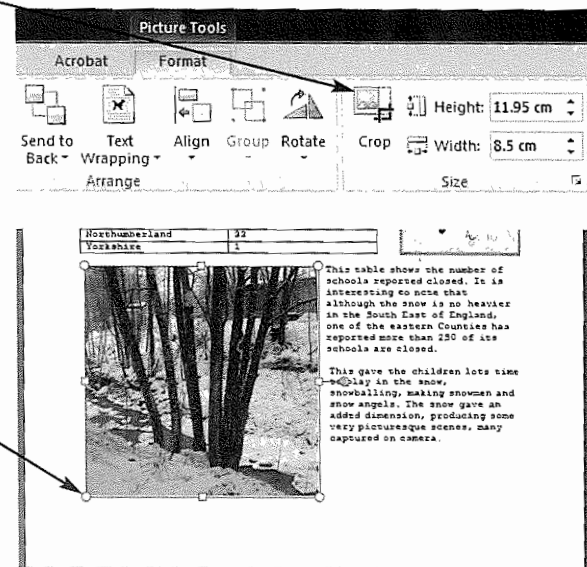 Picture Tools
Acrobat Format
Send to Back
Text Wrapping
Align
Group
Rotate
Arrange
Crop
Height: 11.95 cm
Width: 8.5 cm
Size
Northumberland 32
Yorkshire 1
This table shows the number of
schools reported closed. It is
interesting to note that
although the snow is no heavier
in the South East of England,
one of the eastern Counties has
reported more than 250 of its
schools are closed.
This gave the children lots time
play in the snow,
snowballing, making snowmen and
snow angels. The snow gave an
added dimension, producing some
very picturesque scenes, many
captured on camera.